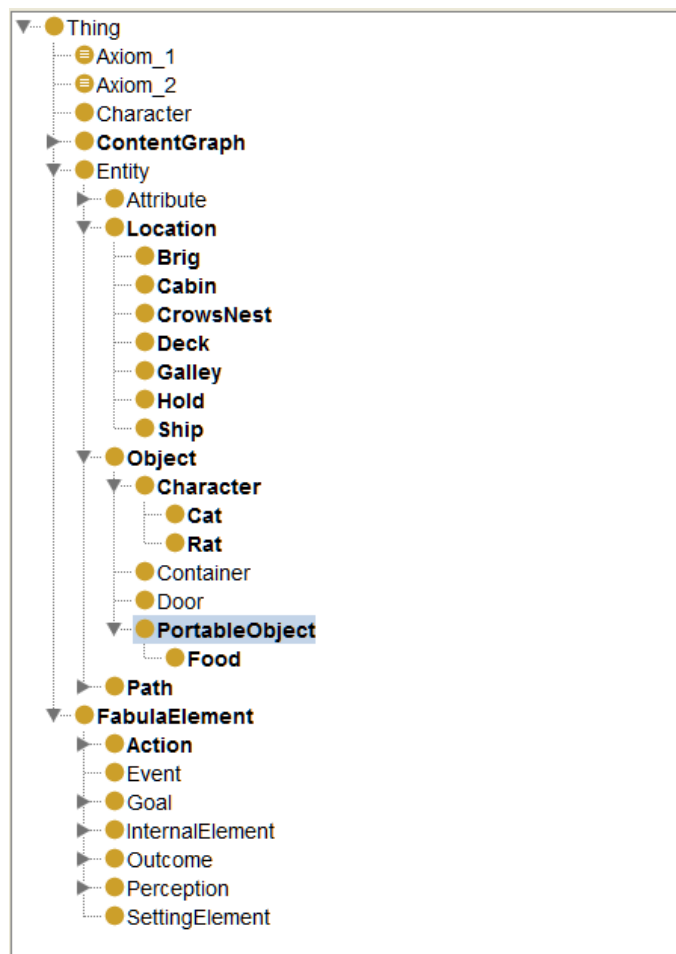 Thing
Axiom_1
Axiom_2
Character
ContentGraph
Entity
Attribute
Location
Brig
Cabin
CrowsNest
Deck
Galley
Hold
Ship
Object
Character
Cat
Rat
Container
Door
PortableObject
Food
Path
FabulaElement
Action
Event
Goal
InternalElement
Outcome
Perception
SettingElement